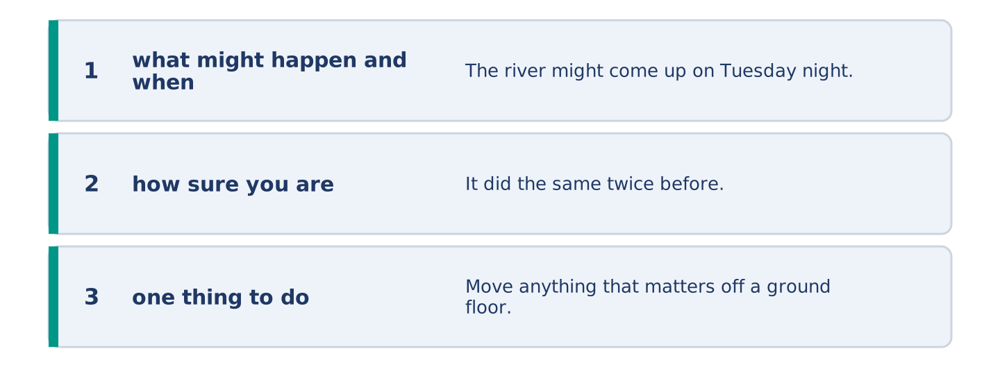 1
what might happen and
when
The river might come up on Tuesday night.
2
how sure you are
It did the same twice before.
3
one thing to do
Move anything that matters off a ground
floor.